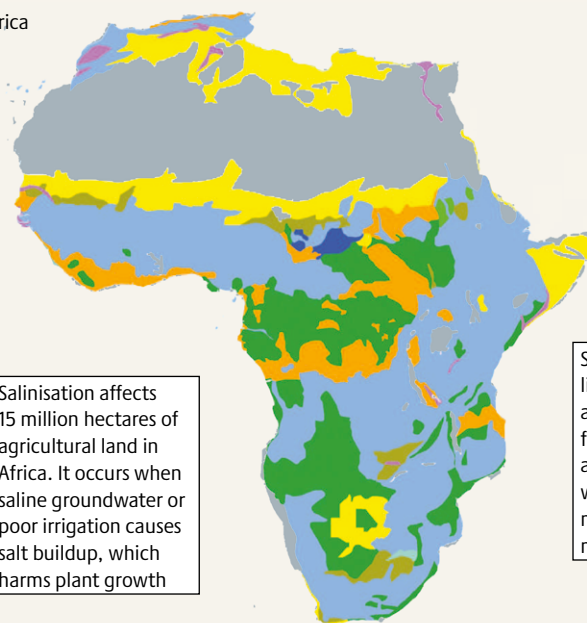 rica
Salinisation affects
15 million hectares of
agricultural land in
Africa. It occurs when
saline groundwater or
poor irrigation causes
salt buildup, which
harms plant growth